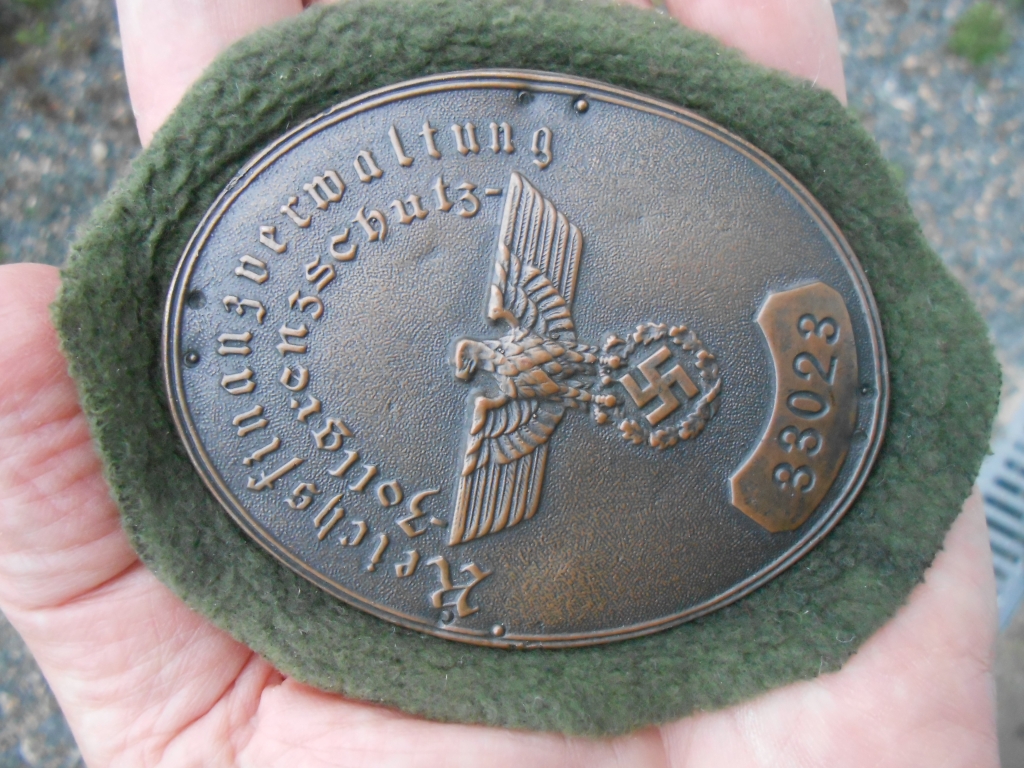 Reichsfinanzverwaltung
-Zollgrenzschutz-
33023